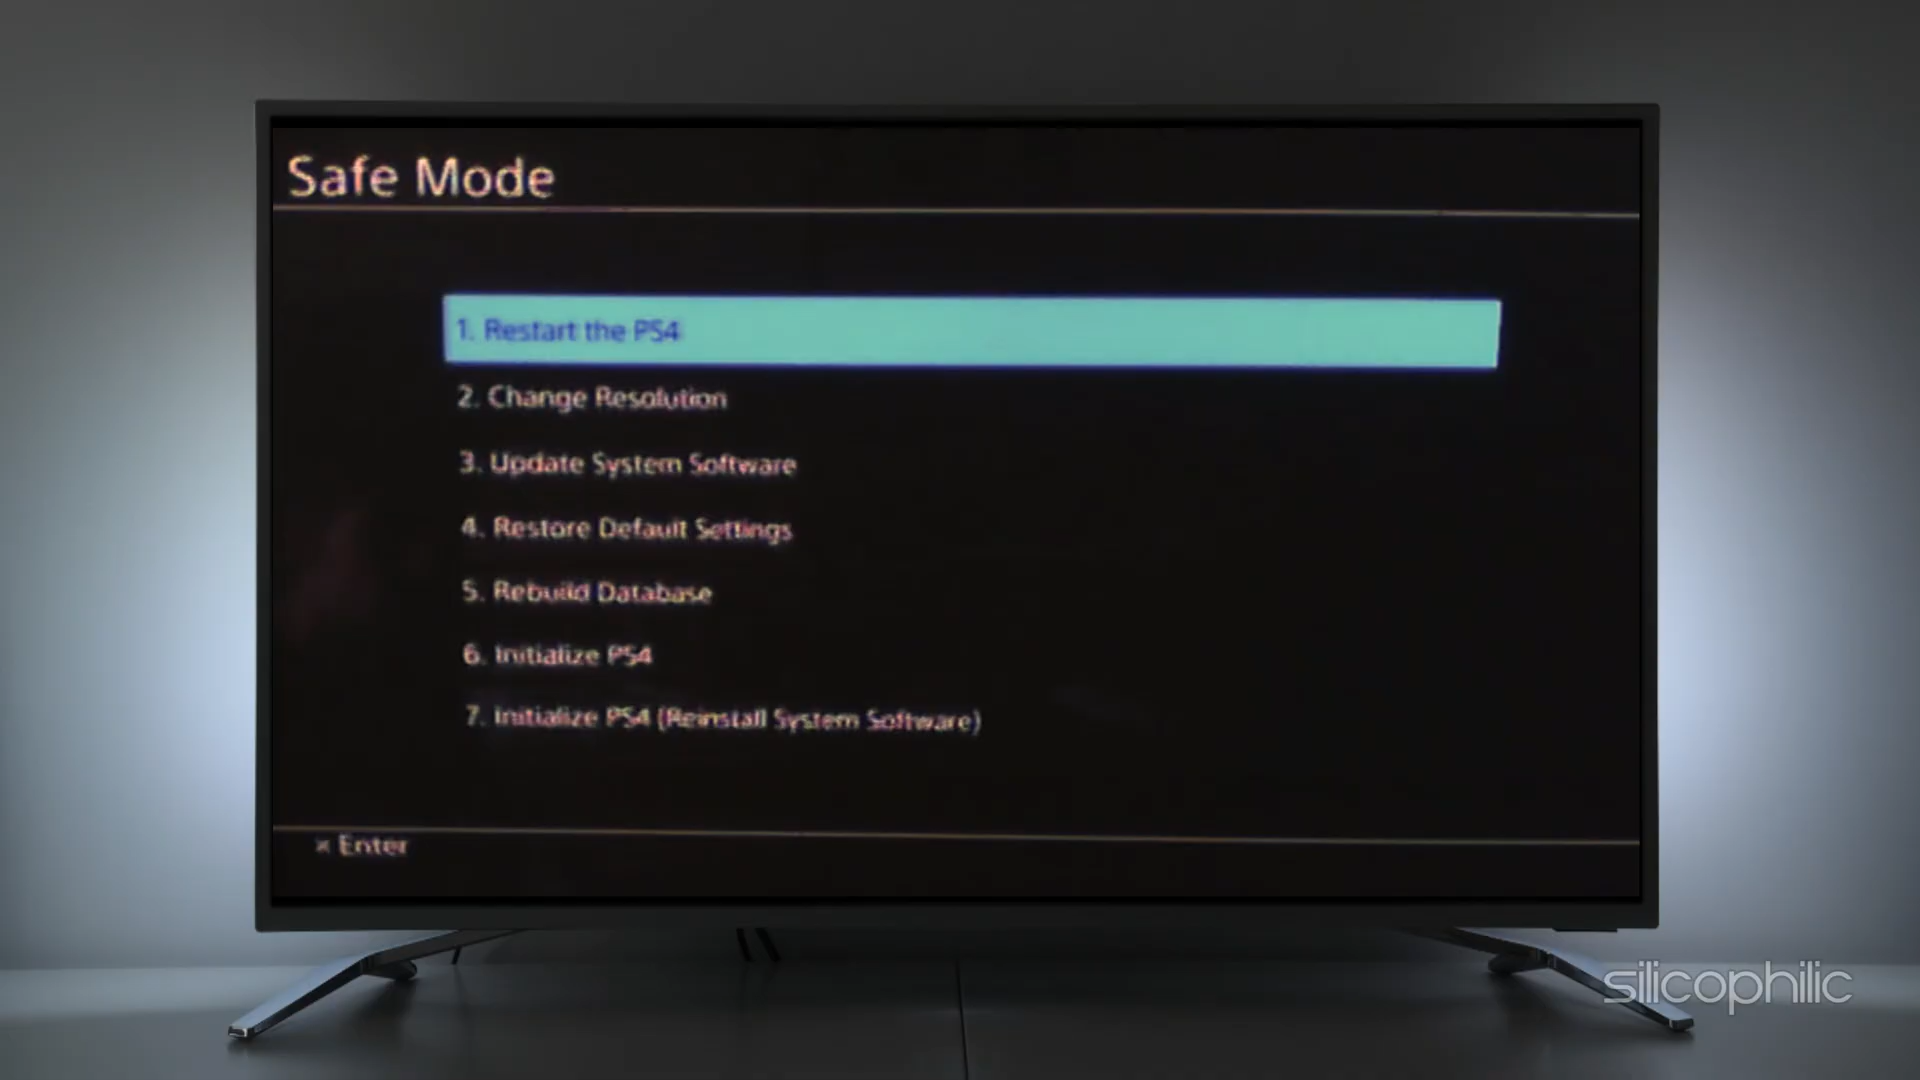 Safe Mode
1. Restart the PS4
2. Change Resolution
3. Update System Software
4. Restore Default Settings
5. Rebuild Database
6. Initialize PS4
7. Initialize PS4 (Reinstall System Software)
× Enter
silicophilic